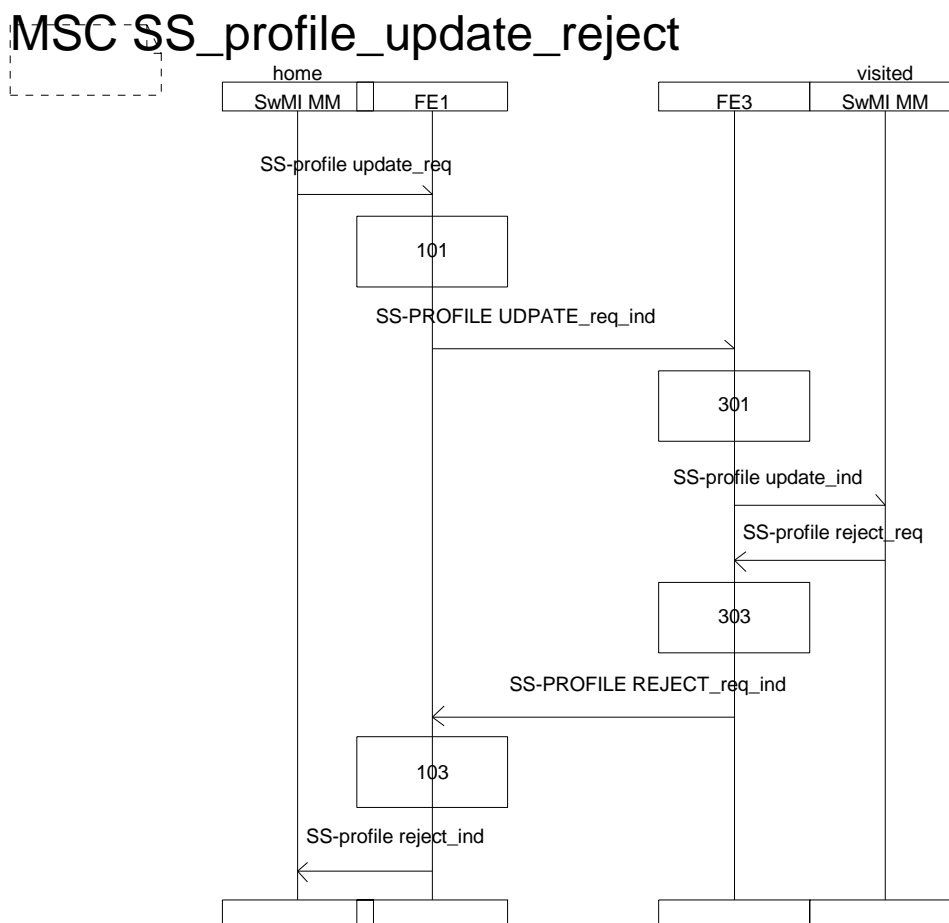 MSC SS_profile_update_reject
home
visited
SwMI MM
FE1
FE3
SwMI MM
SS-profile update_req
101
SS-PROFILE UDPATE_req_ind
301
SS-profile update_ind
SS-profile reject_req
303
SS-PROFILE REJECT_req_ind
103
SS-profile reject_ind